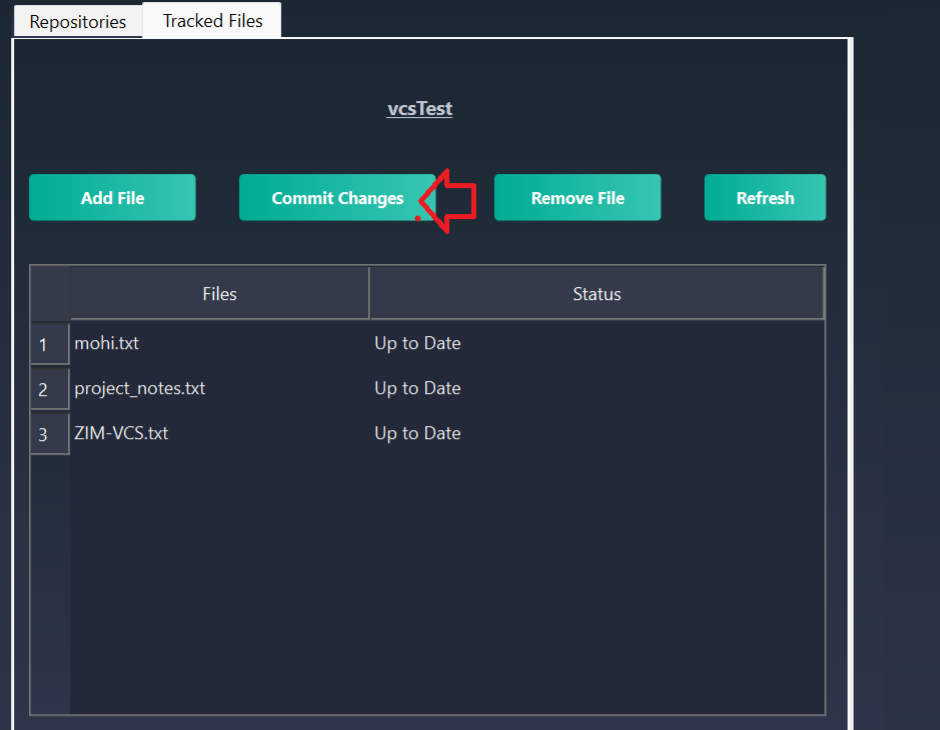 Repositories Tracked Files
vcsTest
Add File Commit Changes Remove File Refresh
Files Status
1 mohi.txt Up to Date
2 project_notes.txt Up to Date
3 ZIM-VCS.txt Up to Date